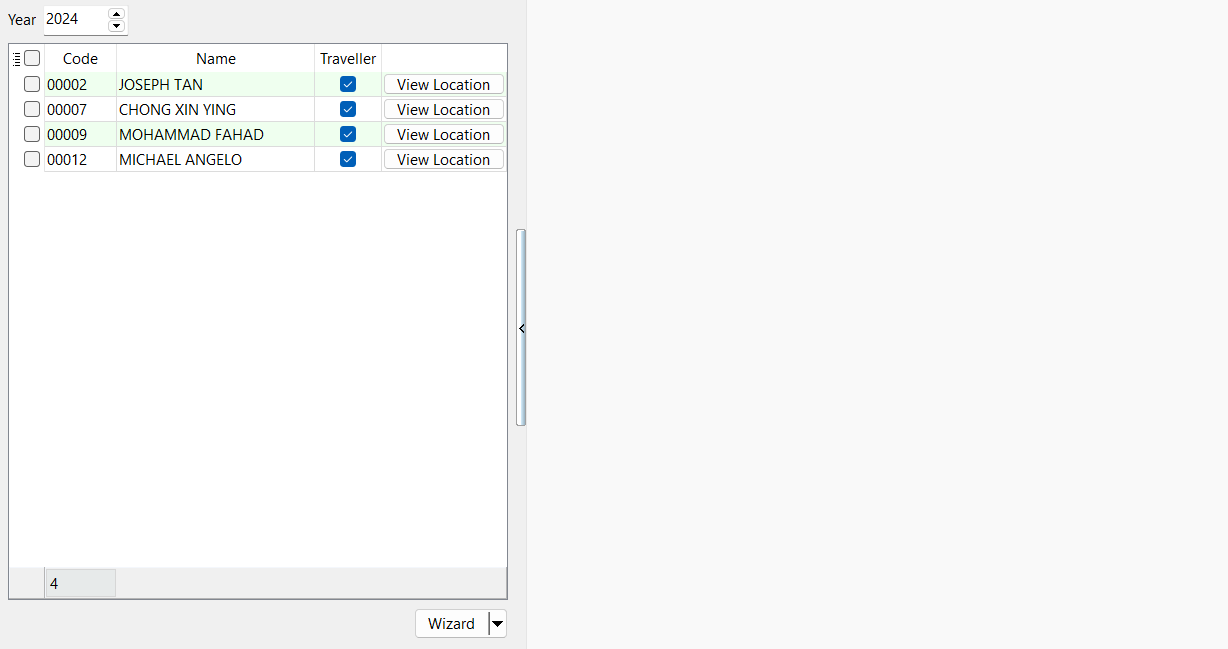 Year 2024
Code Name Traveller
00002 JOSEPH TAN View Location
00007 CHONG XIN YING View Location
00009 MOHAMMAD FAHAD View Location
00012 MICHAEL ANGELO View Location
4
Wizard